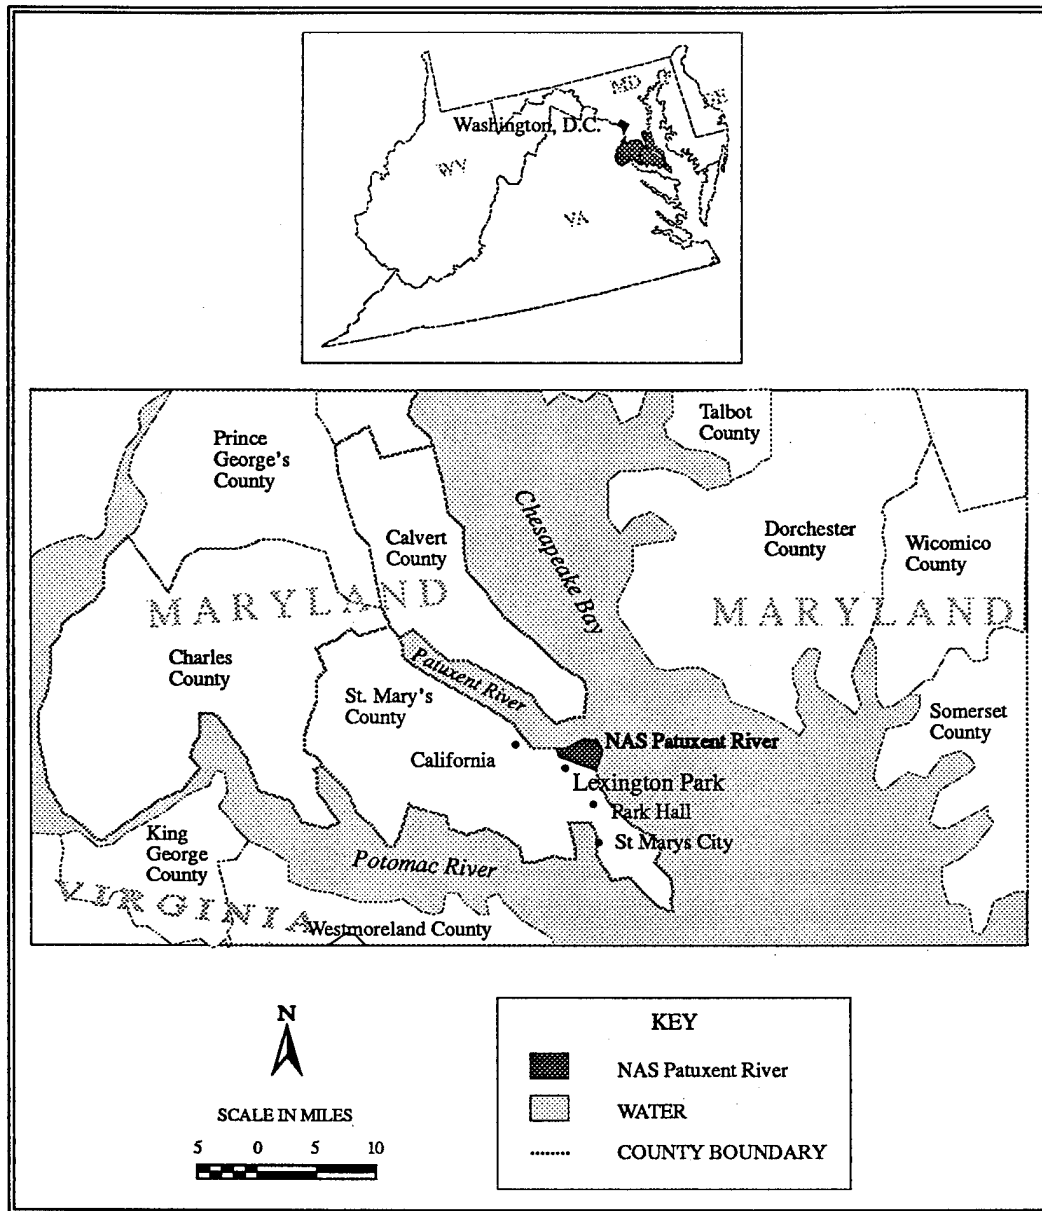 MD
DE
Washington, D.C.
WV
VA
Talbot
County
Prince
George's
County
Chesapeake Bay
Calvert
County
Dorchester
County
Wicomico
County
MARYLAND
MARYLAND
Charles
County
Patuxent River
St. Mary's
County
Somerset
County
NAS Patuxent River
California
Lexington Park
Park Hall
St Marys City
King
George
County
Potomac River
VIRGINIA
Westmoreland County
N
SCALE IN MILES
5 0 5 10
KEY
NAS Patuxent River
WATER
COUNTY BOUNDARY